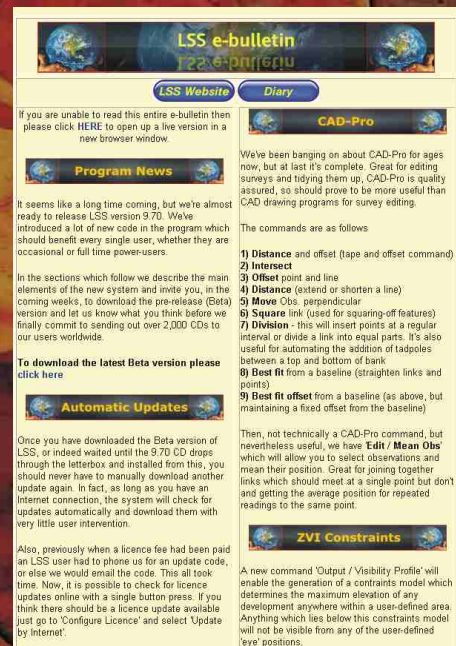 LSS e-bulletin
LSS Website
Diary
If you are unable to read this entire e-bulletin then
please click HERE to open up a live version in a
new browser window.
Program News
It seems like a long time coming, but we're almost
ready to release LSS version 9.70. We've
introduced a lot of new code in the program which
should benefit every single user, whether they are
occasional or full time power-users.
In the sections which follow we describe the main
elements of the new system and invite you, in the
coming weeks, to download the pre-release (Beta)
version and let us know what you think before we
finally commit to sending out over 2,000 CDs to
our users worldwide.
To download the latest Beta version please
click here
Automatic Updates
Once you have downloaded the Beta version of
LSS, or indeed waited until the 9.70 CD drops
through the letterbox and installed from this, you
should never have to manually download another
update again. In fact, as long as you have an
Internet connection, the system will check for
updates automatically and download them with
very little user intervention.
Also, previously when a licence fee had been paid
an LSS user had to phone us for an update code,
or else we would email the code. This all took
time. Now, it is possible to check for licence
updates online with a single button press. If you
think there should be a licence update available
just go to 'Configure Licence' and select 'Update
by Internet'.
CAD-Pro
We've been banging on about CAD-Pro for ages
now, but at last it's complete. Great for editing
surveys and tidying them up, CAD-Pro is quality
assured, so should prove to be more useful than
CAD drawing programs for survey editing.
The commands are as follows
1) Distance and offset (tape and offset command)
2) Intersect
3) Offset point and line
4) Distance (extend or shorten a line)
5) Move Obs. perpendicular
6) Square link (used for squaring-off features)
7) Division - this will insert points at a regular
interval or divide a link into equal parts. It's also
useful for automating the addition of tadpoles
between a top and bottom of bank
8) Best fit from a baseline (straighten links and
points)
9) Best fit offset from a baseline (as above, but
maintaining a fixed offset from the baseline)
Then, not technically a CAD-Pro command, but
nevertheless useful, we have 'Edit / Mean Obs'
which will allow you to select observations and
mean their position. Great for joining together
links which should meet at a single point but don't
and getting the average position for repeated
readings to the same point.
ZVI Constraints
A new command 'Output / Visibility Profile' will
enable the generation of a contraints model which
determines the maximum elevation of any
development anywhere within a user-defined area.
Anything which lies below this constraints model
will not be visible from any of the user-defined
'eye' positions.